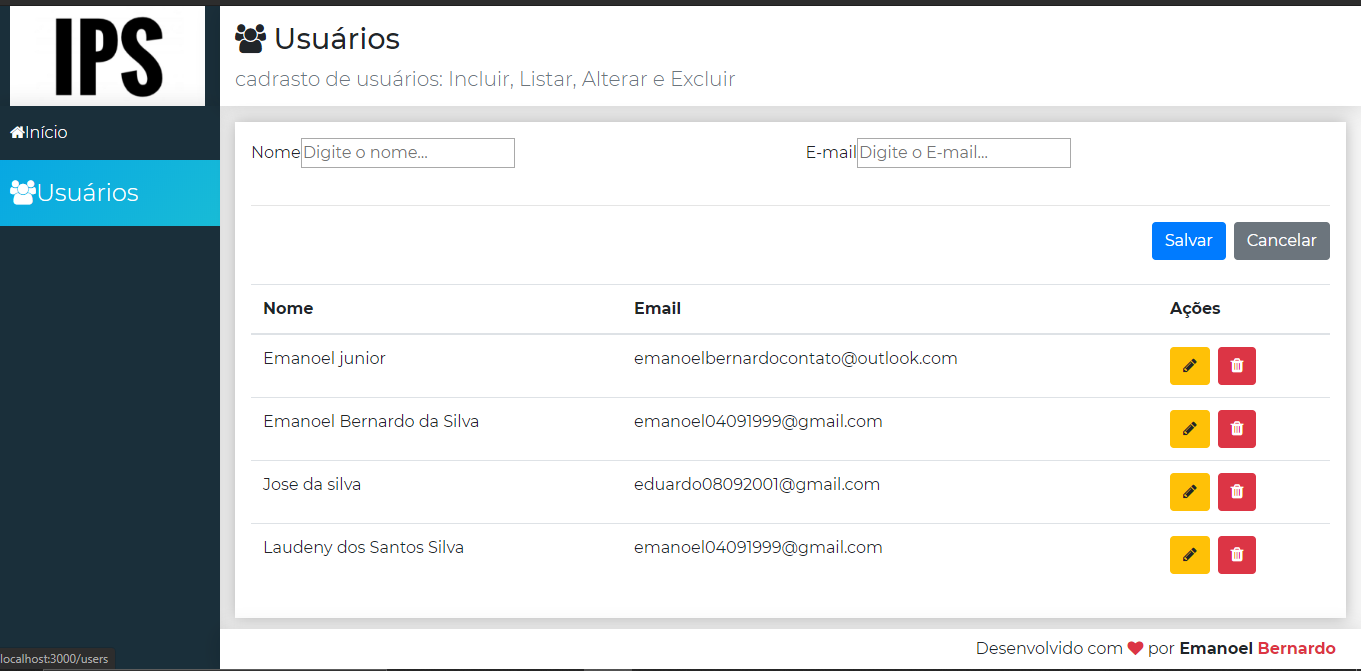 IPS
Usuários
cadrasto de usuários: Incluir, Listar, Alterar e Excluir
Início
Usuários
Nome Digite o nome... E-mail Digite o E-mail...
Salvar Cancelar
Nome Email Ações
Emanoel junior emanoelbernardocontato@outlook.com
Emanoel Bernardo da Silva emanoel04091999@gmail.com
Jose da silva eduardo08092001@gmail.com
Laudeny dos Santos Silva emanoel04091999@gmail.com
Desenvolvido com por Emanoel Bernardo
localhost:3000/users